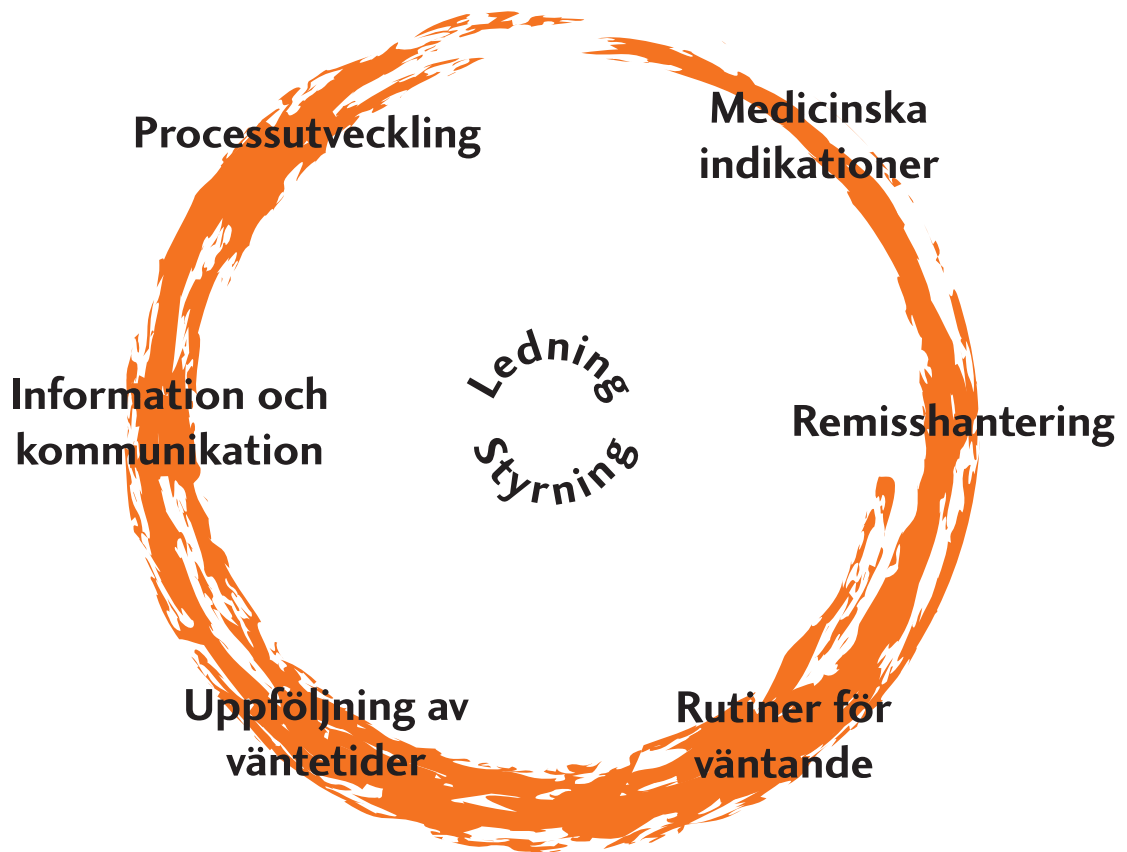 Processutveckling
Medicinska
indikationer
Ledning
Styrning
Information och
kommunikation
Remisshantering
Uppföljning av
väntetider
Rutiner för
väntande